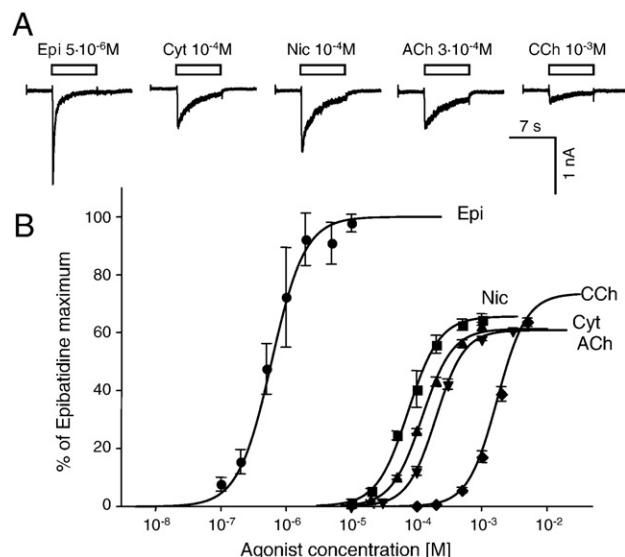 A
Epi 5·10-6M Cyt 10-4M Nic 10-4M ACh 3·10-4M CCh 10-3M
7 s
1 nA
B
% of Epibatidine maximum
100
80
60
40
20
0
Epi
Nic
CCh
Cyt
ACh
10-8 10-7 10-6 10-5 10-4 10-3 10-2
Agonist concentration [M]